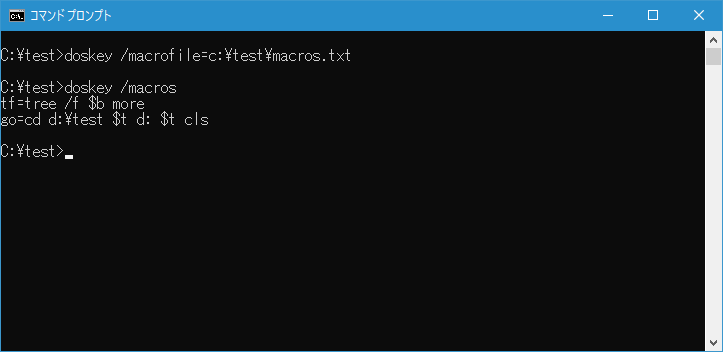 コマンド プロンプト
C:¥test>doskey /macrofile=c:¥test¥macros.txt
C:¥test>doskey /macros
tf=tree /f $b more
go=cd d:¥test $t d: $t cls
C:¥test>